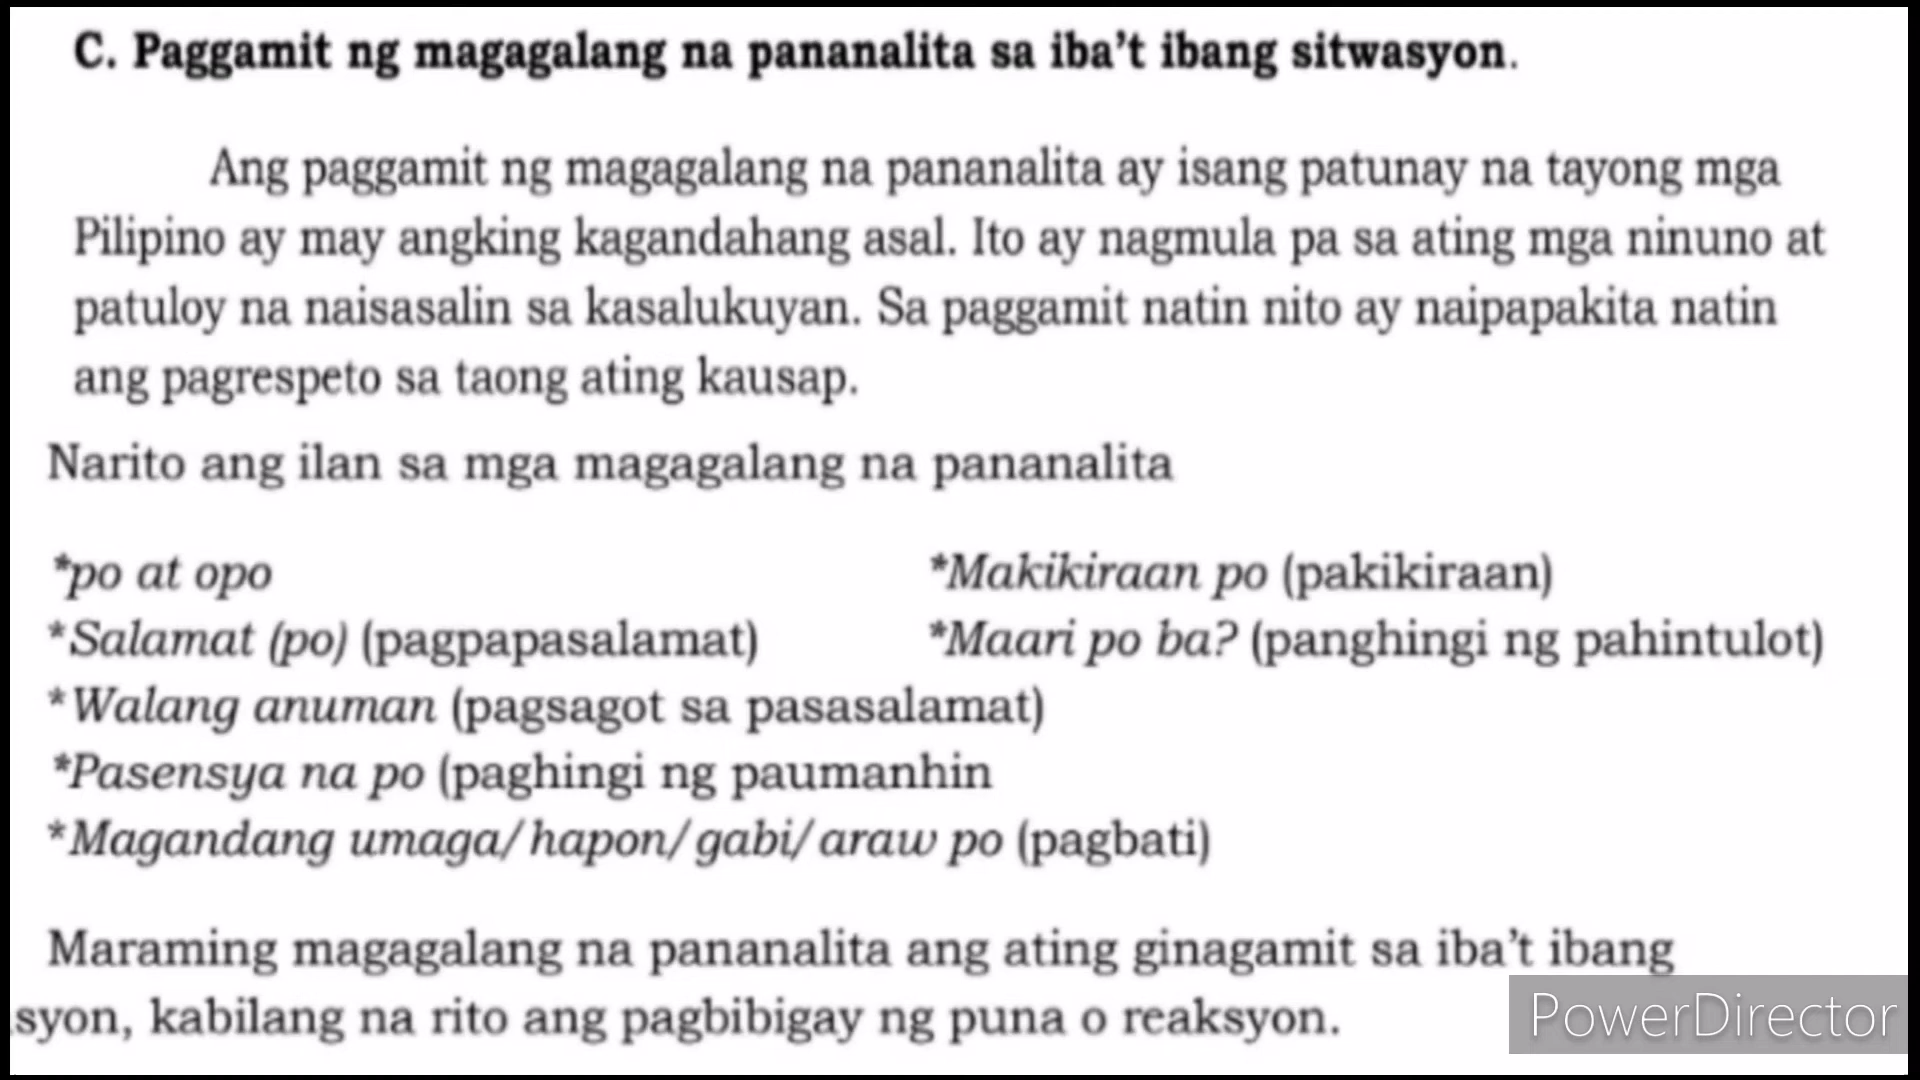 C. Paggamit ng magagalang na pananalita sa iba't ibang sitwasyon.
Ang paggamit ng magagalang na pananalita ay isang patunay na tayong mga
Pilipino ay may angking kagandahang asal. Ito ay nagmula pa sa ating mga ninuno at
patuloy na naisasalin sa kasalukuyan. Sa paggamit natin nito ay naipapakita natin
ang pagrespeto sa taong ating kausap.
Narito ang ilan sa mga magagalang na pananalita
*po at opo
*Salamat (po) (pagpapasalamat)
*Walang anuman (pagsagot sa pasasalamat)
*Pasensya na po (paghingi ng paumanhin
*Magandang umaga/hapon/gabi/araw po (pagbati)
*Makikiraan po (pakikiraan)
*Maari po ba? (panghingi ng pahintulot)
Maraming magagalang na pananalita ang ating ginagamit sa iba't ibang
syon, kabilang na rito ang pagbibigay ng puna o reaksyon.
PowerDirector